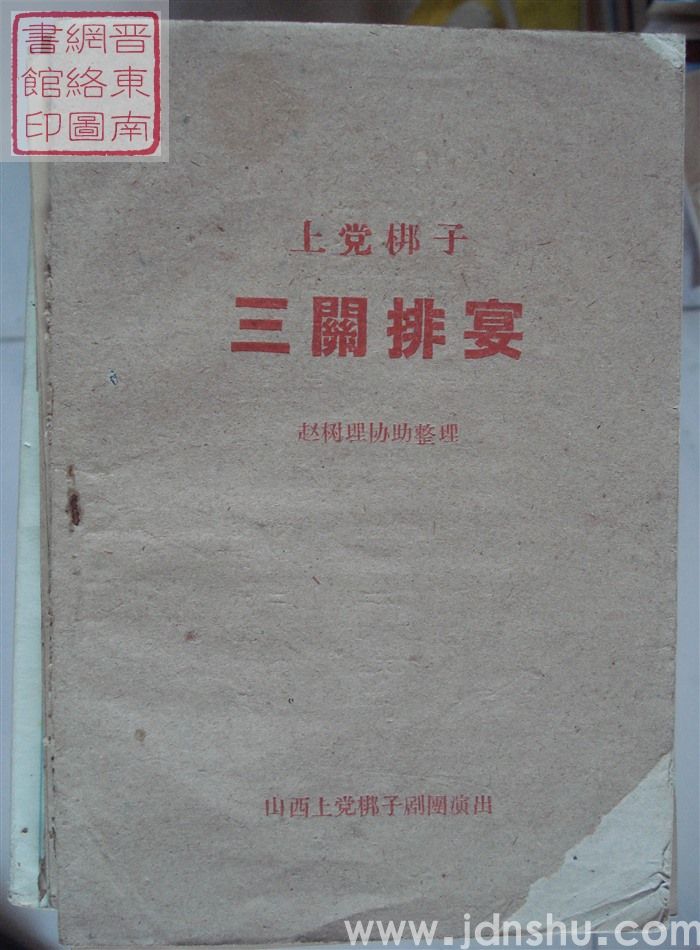 晋東南
網絡圖
書館印
上党梆子
三關排宴
赵树理协助整理
山西上党梆子剧團演出
www.jdnshu.com